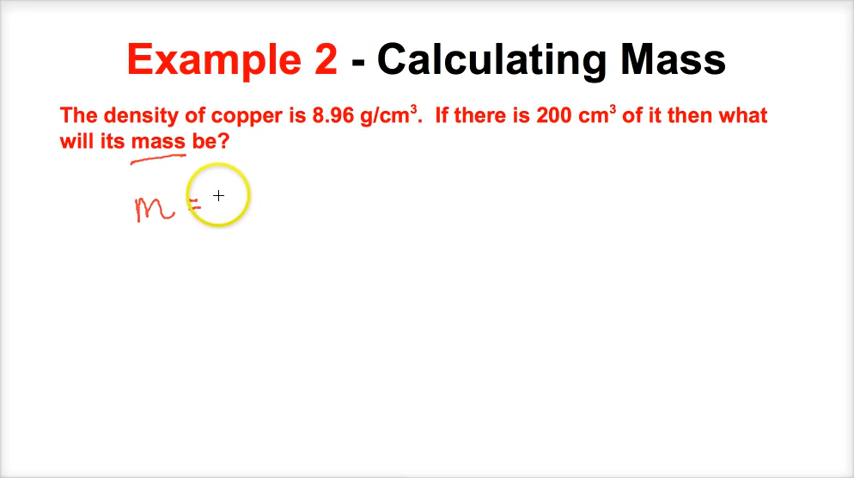 Example 2 - Calculating Mass
The density of copper is 8.96 g/cm³. If there is 200 cm³ of it then what
will its mass be?
m =